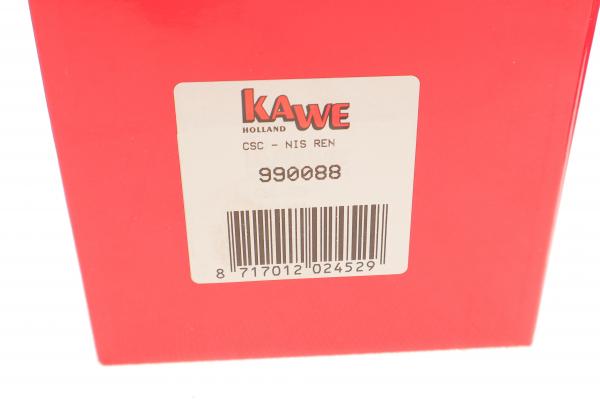 KAWE
HOLLAND
CSC - NIS REN
990088
8 717012 024529